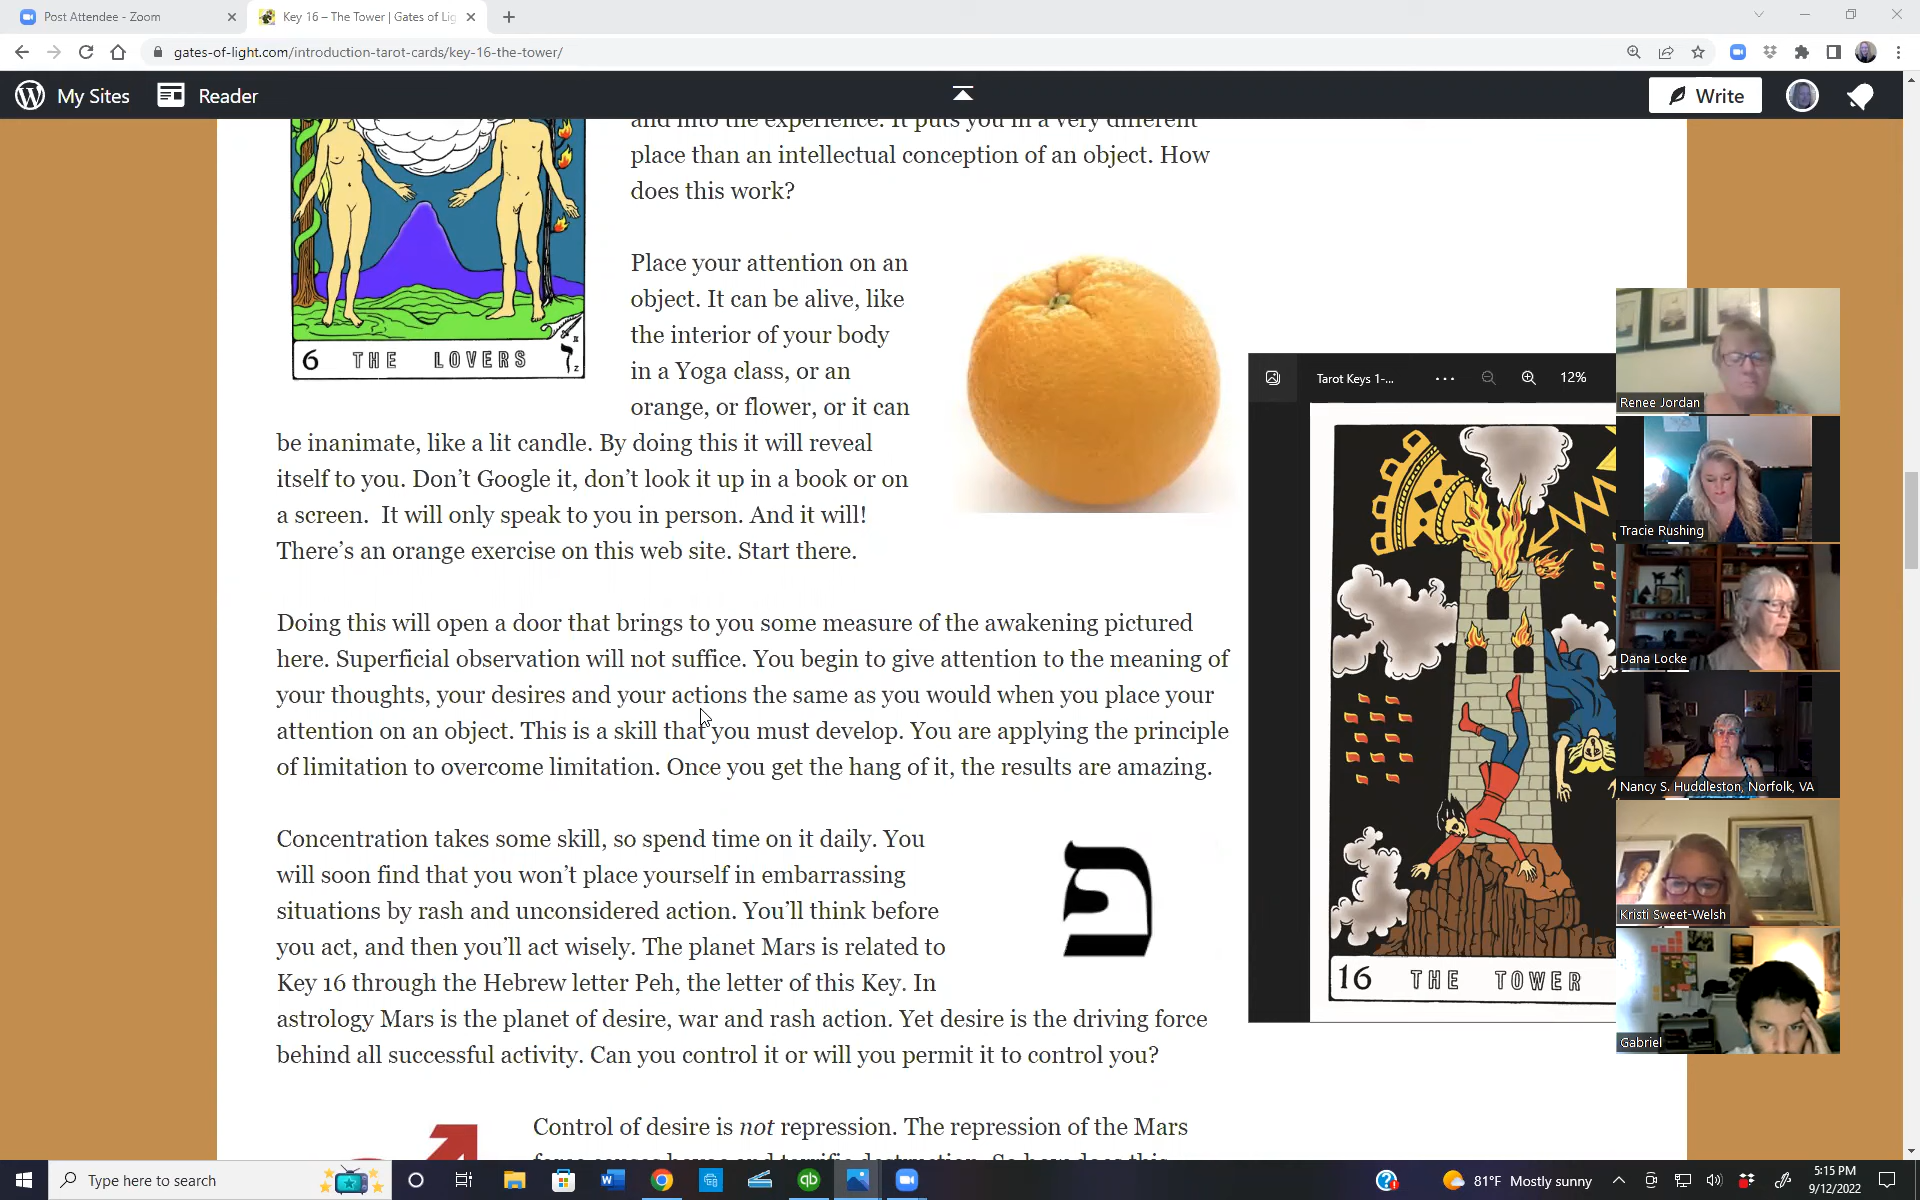 Post Attendee - Zoom
Key 16 – The Tower | Gates of Lig
gates-of-light.com/introduction-tarot-cards/key-16-the-tower/
My Sites
Reader
Write
and into the experience. It puts you in a very different
place than an intellectual conception of an object. How
does this work?
6 THE LOVERS
Place your attention on an
object. It can be alive, like
the interior of your body
in a Yoga class, or an
orange, or flower, or it can
be inanimate, like a lit candle. By doing this it will reveal
itself to you. Don’t Google it, don’t look it up in a book or on
a screen.  It will only speak to you in person. And it will!
There’s an orange exercise on this web site. Start there.
Doing this will open a door that brings to you some measure of the awakening pictured
here. Superficial observation will not suffice. You begin to give attention to the meaning of
your thoughts, your desires and your actions the same as you would when you place your
attention on an object. This is a skill that you must develop. You are applying the principle
of limitation to overcome limitation. Once you get the hang of it, the results are amazing.
Concentration takes some skill, so spend time on it daily. You
will soon find that you won’t place yourself in embarrassing
situations by rash and unconsidered action. You’ll think before
you act, and then you’ll act wisely. The planet Mars is related to
Key 16 through the Hebrew letter Peh, the letter of this Key. In
astrology Mars is the planet of desire, war and rash action. Yet desire is the driving force
behind all successful activity. Can you control it or will you permit it to control you?
פ
Control of desire is not repression. The repression of the Mars
Tarot Keys 1-...
12%
16 THE TOWER
Renee Jordan
Tracie Rushing
Dana Locke
Nancy S. Huddleston, Norfolk, VA
Kristi Sweet-Welsh
Gabriel
Type here to search
81°F Mostly sunny
5:15 PM
9/12/2022